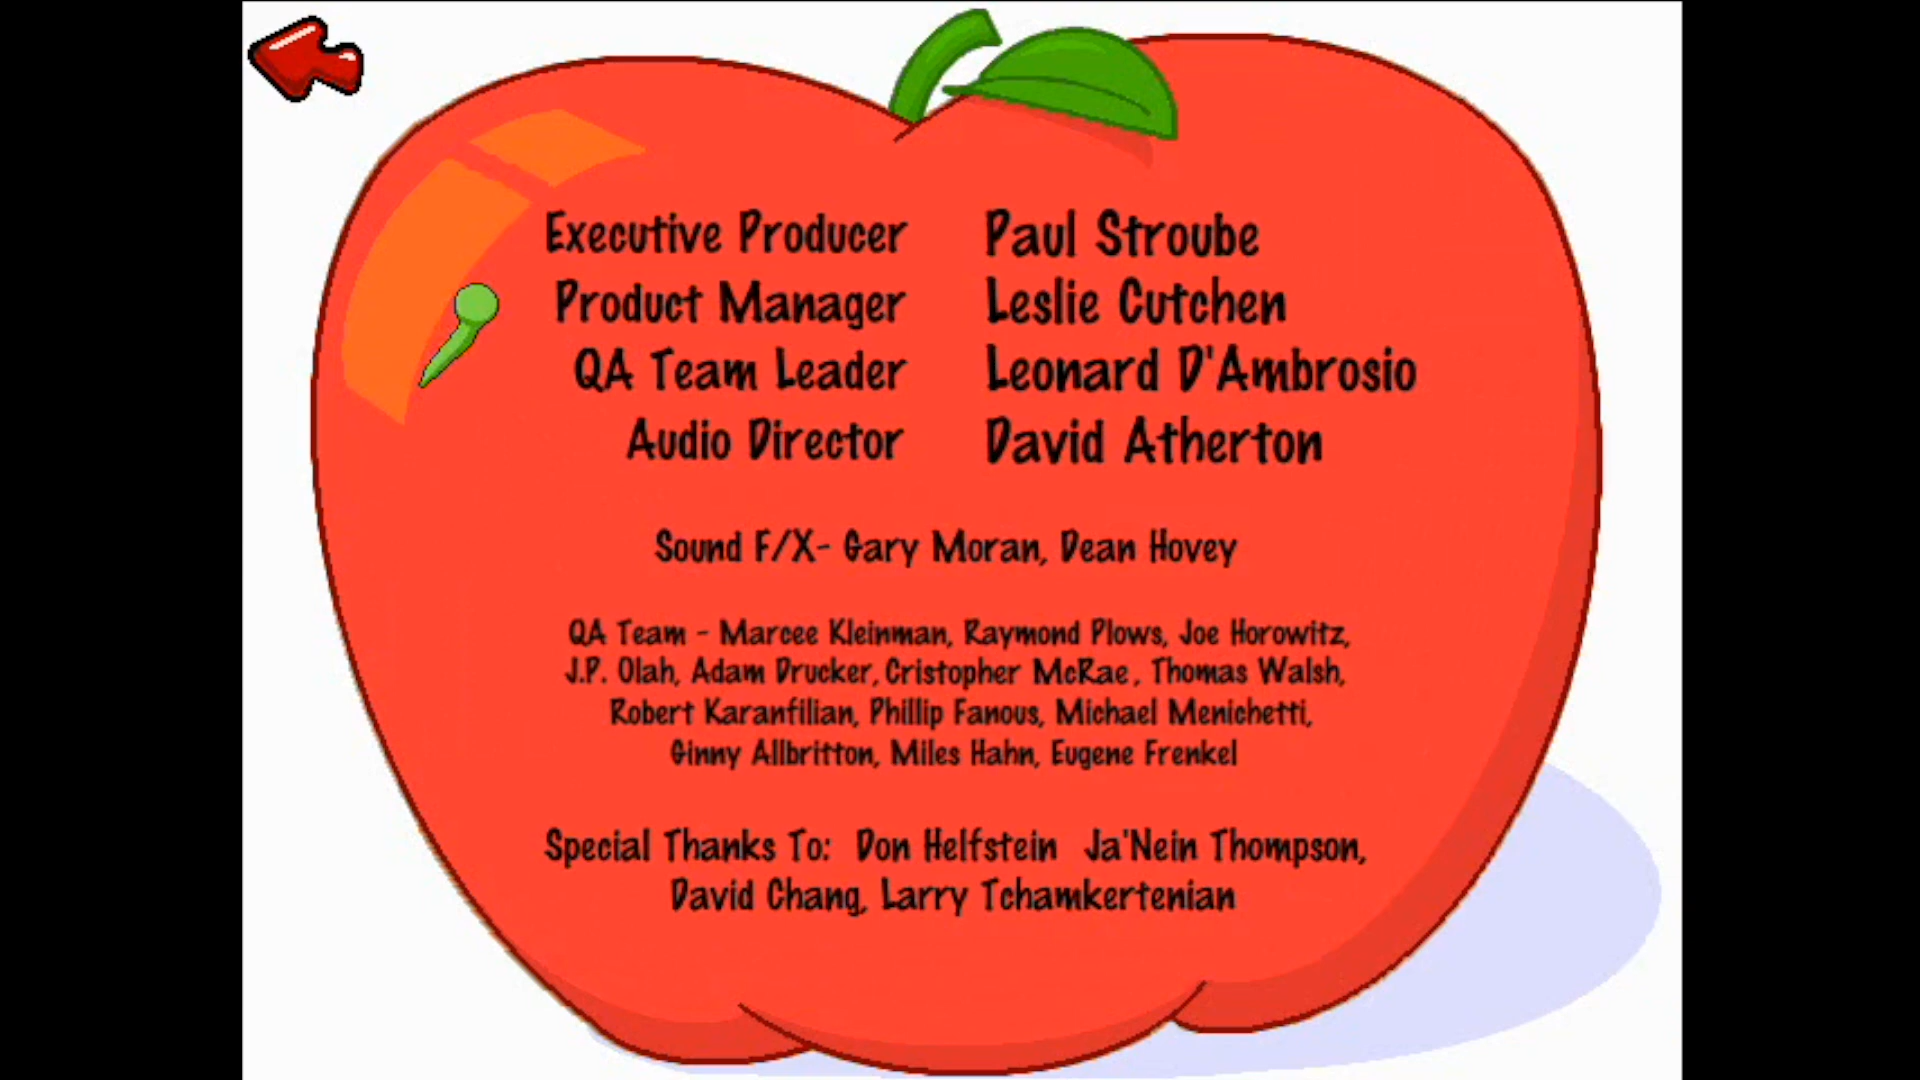 Executive Producer Paul Stroube
Product Manager Leslie Cutchen
QA Team Leader Leonard D'Ambrosio
Audio Director David Atherton
Sound F/X- Gary Moran, Dean Hovey
QA Team - Marcee Kleinman, Raymond Plows, Joe Horowitz,
J.P. Olah, Adam Drucker, Cristopher McRae, Thomas Walsh,
Robert Karanfilian, Phillip Fanous, Michael Menichetti,
Ginny Allbritton, Miles Hahn, Eugene Frenkel
Special Thanks To: Don Helfstein Ja'Nein Thompson,
David Chang, Larry Tchamkertenian